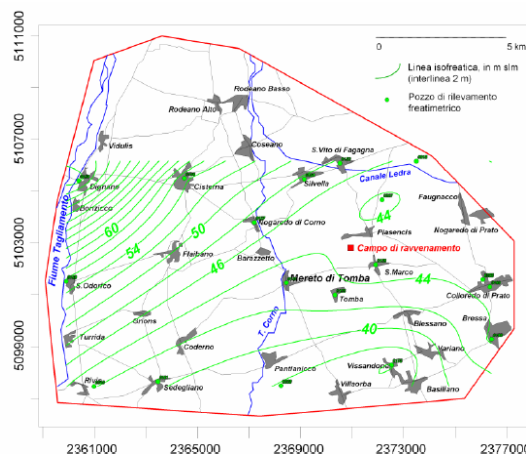 5111000
5107000
5103000
5099000
0
5 km
Linea isofreatica, in m slm
(interlinea 2 m)
Pozzo di rilevamento
freatimetrico
Rodeano Basso
Rodeano Alto
Vidulis
Coseano
S.Vito di Fagagna
Canale Ledra
Dignano
Cisterna
Silvella
Faugnacco
Bonzicco
44
60
50
Nogaredo di Corno
Nogaredo di Prato
Fiume Tagliamento
54
Flaibano
46
Barazzetto
Plasencis
Campo di ravvenamento
S.Marco
S.Odorico
Mereto di Tomba
44
Tomba
Colloredo di Prato
Grions
T. Corno
40
Blessano
Bressa
Turrida
Coderno
Pantianicco
Variano
Vissandone
Rivis
Sedegliano
Villaorba
Basiliano
2361000
2365000
2369000
2373000
2377000